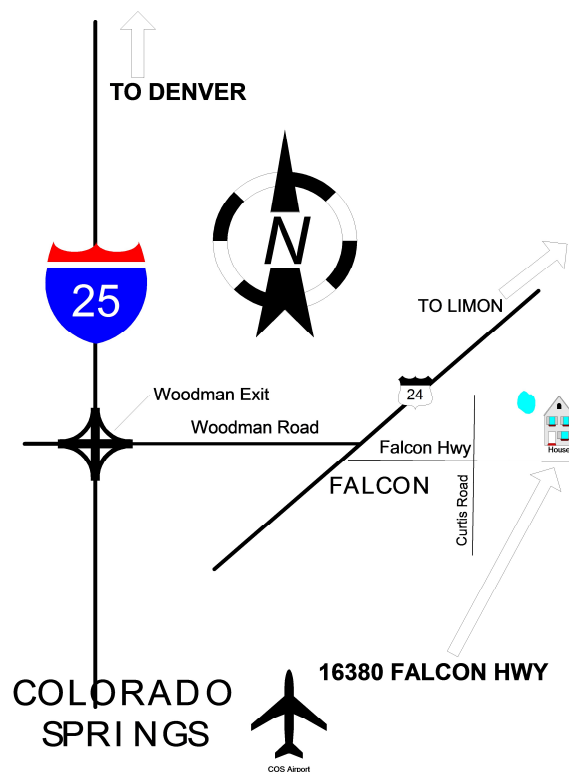 TO DENVER
N
25
TO LIMON
24
Woodman Exit
Woodman Road
Falcon Hwy
House
FALCON
Curtis Road
16380 FALCON HWY
COLORADO
SPRINGS
COS Airport